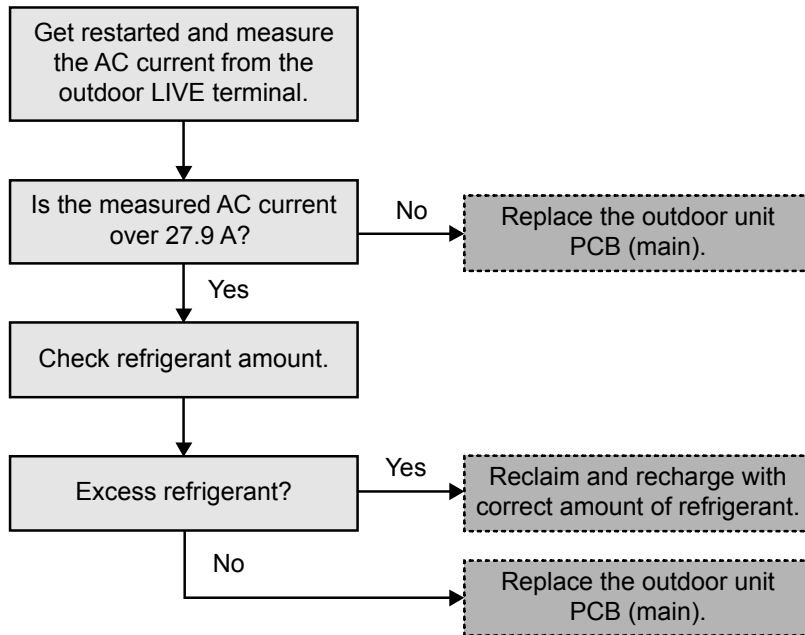 Get restarted and measure
the AC current from the
outdoor LIVE terminal.
Is the measured AC current
over 27.9 A?
No
Replace the outdoor unit
PCB (main).
Yes
Check refrigerant amount.
Excess refrigerant?
Yes
Reclaim and recharge with
correct amount of refrigerant.
No
Replace the outdoor unit
PCB (main).